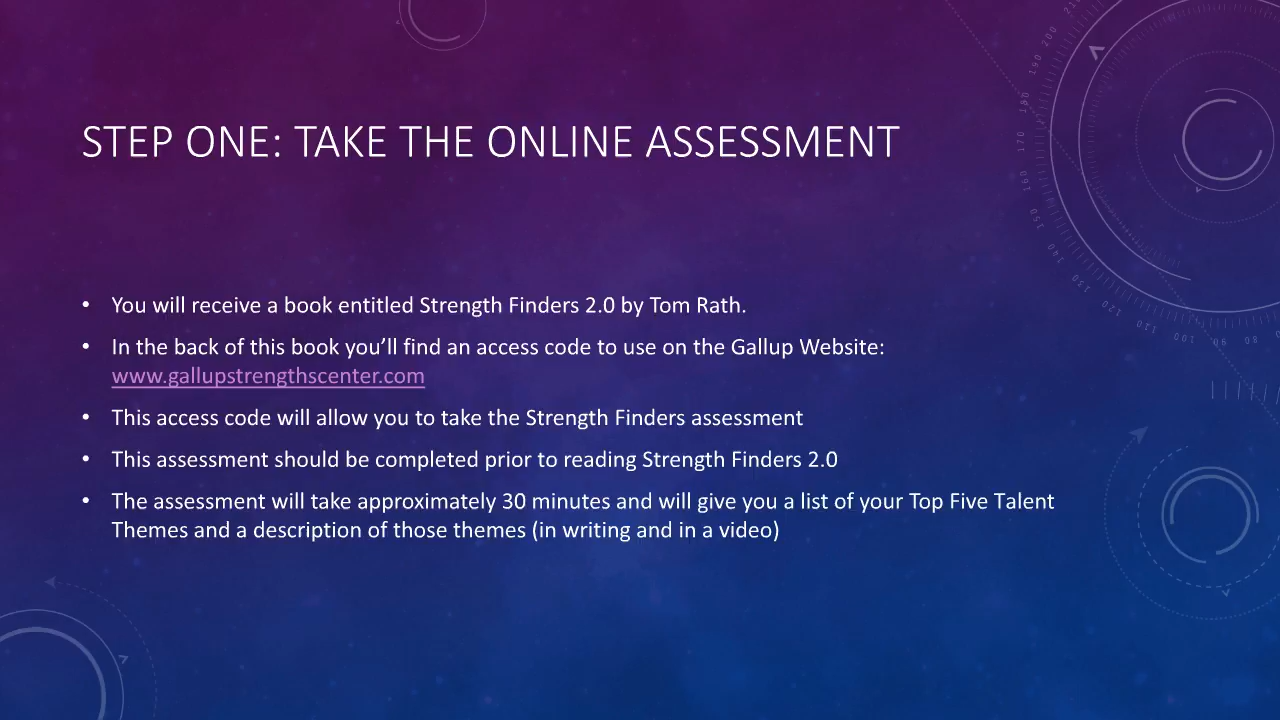 STEP ONE: TAKE THE ONLINE ASSESSMENT
• You will receive a book entitled Strength Finders 2.0 by Tom Rath.
• In the back of this book you’ll find an access code to use on the Gallup Website:
www.gallupstrengthscenter.com
• This access code will allow you to take the Strength Finders assessment
• This assessment should be completed prior to reading Strength Finders 2.0
• The assessment will take approximately 30 minutes and will give you a list of your Top Five Talent
Themes and a description of those themes (in writing and in a video)